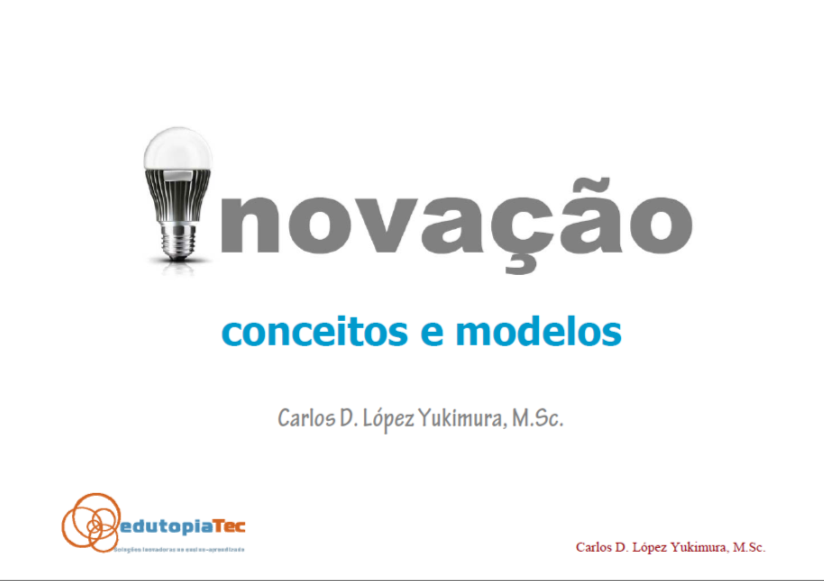 novação
conceitos e modelos
Carlos D. López Yukimura, M.Sc.
edutopiaTec
Carlos D. López Yukimura, M.Sc.